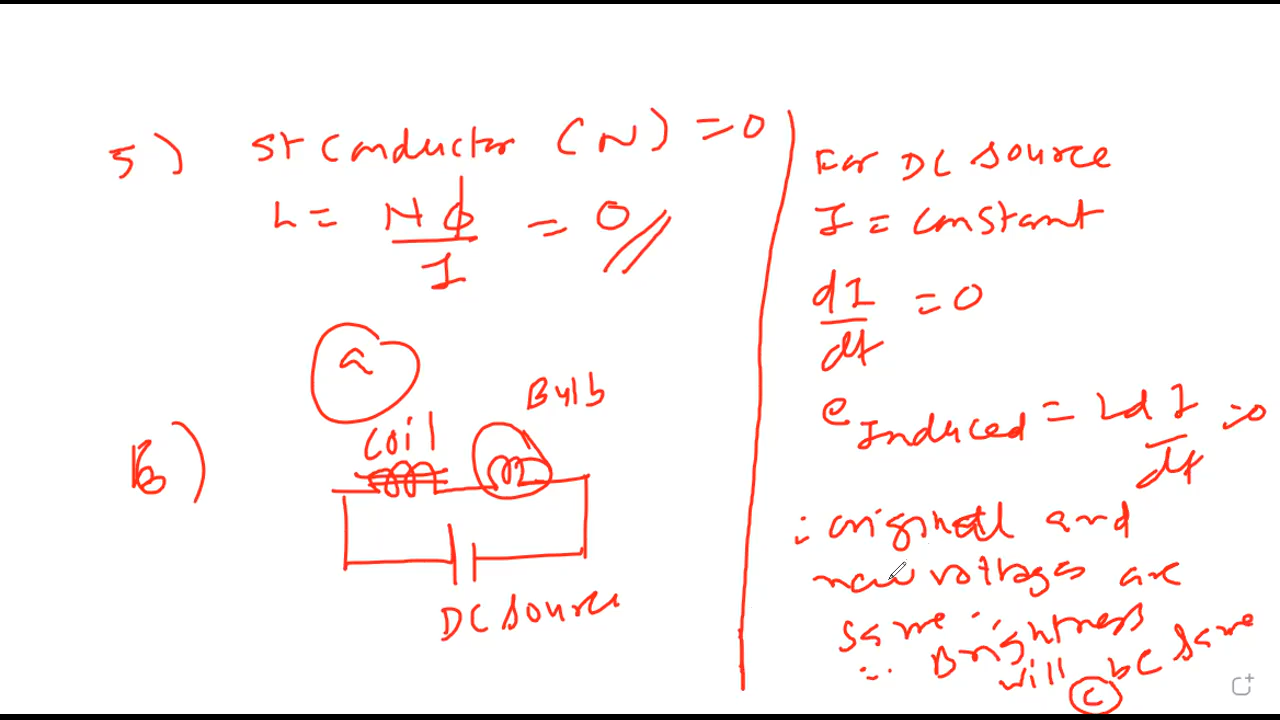 5) St Conductor (N) = 0
L = Nϕ/I = 0//
a
6)
Coil
Bulb
DC source
For DC source
I = constant
dI/dt = 0
e Induced = LdI/dt = 0
∴ original and
new voltages are
same
∴ Brightness
will be same
C